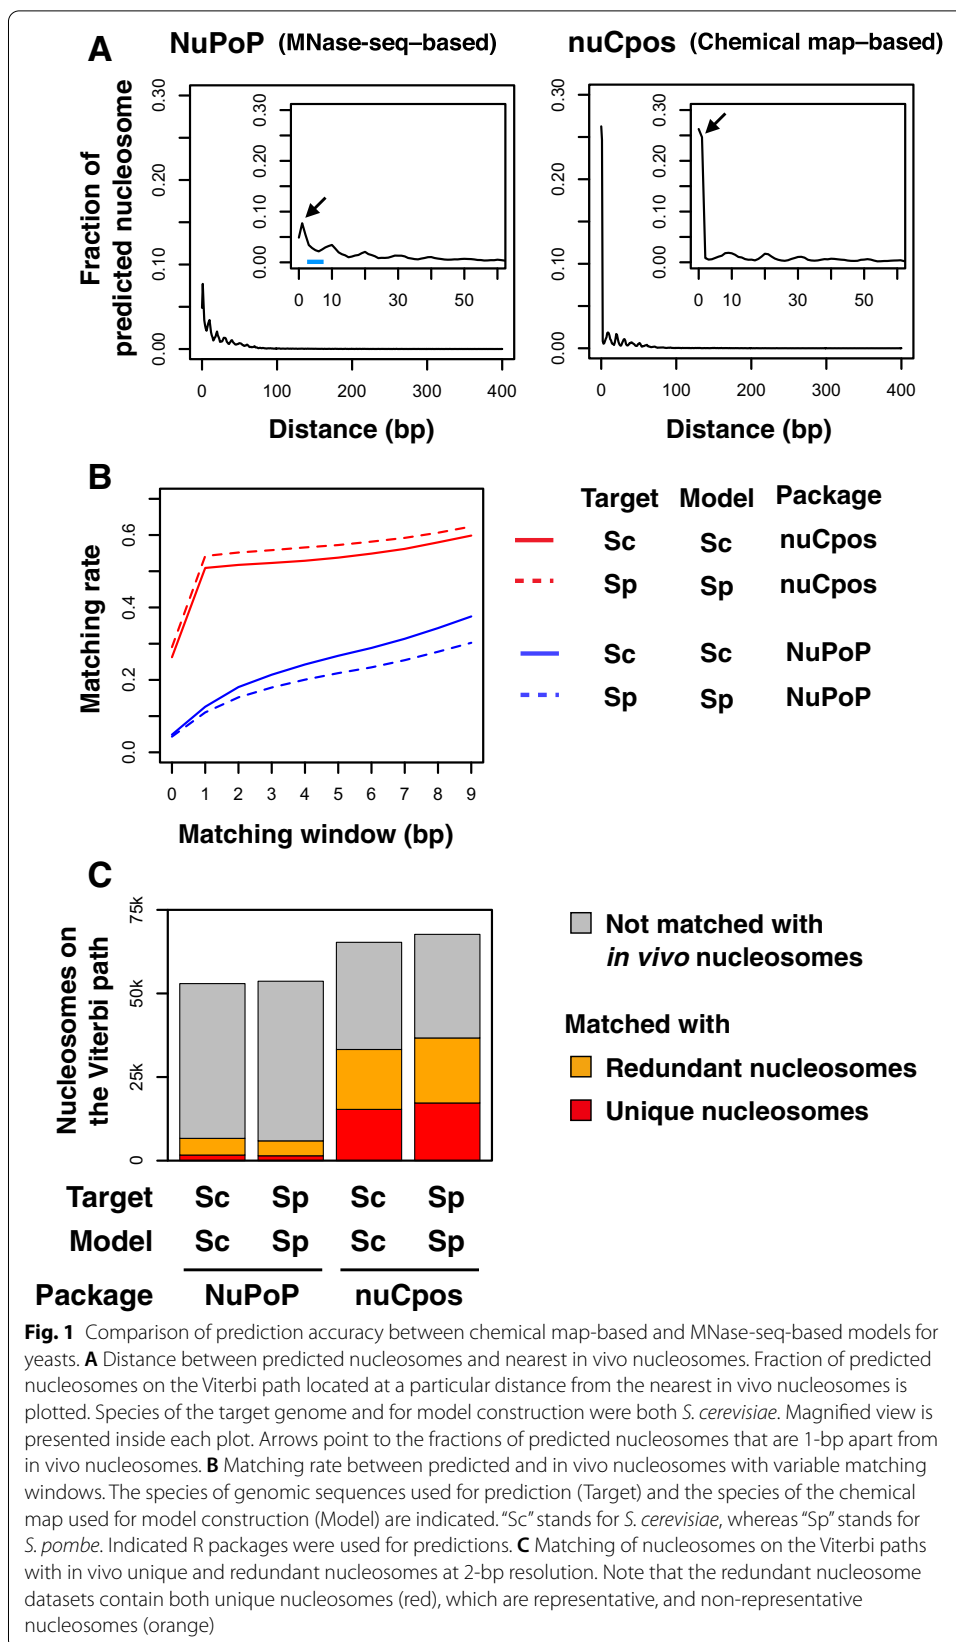 A NuPoP (MNase-seq–based) nuCpos (Chemical map–based)
Fraction of
predicted nucleosome
0.30
0.20
0.10
0.00
0.30
0.20
0.10
0.00
0 10 30 50
0 100 200 300 400
Distance (bp)
0.30
0.20
0.10
0.00
0.30
0.20
0.10
0.00
0 10 30 50
0 100 200 300 400
Distance (bp)
B
Matching rate
0.6
0.4
0.2
0.0
0 1 2 3 4 5 6 7 8 9
Matching window (bp)
Target Model Package
Sc Sc nuCpos
Sp Sp nuCpos
Sc Sc NuPoP
Sp Sp NuPoP
C
Nucleosomes on
the Viterbi path
75k
50k
25k
0
Not matched with
in vivo nucleosomes
Matched with
Redundant nucleosomes
Unique nucleosomes
Target Sc Sp Sc Sp
Model Sc Sp Sc Sp
Package NuPoP nuCpos
Fig. 1 Comparison of prediction accuracy between chemical map-based and MNase-seq-based models for
yeasts. A Distance between predicted nucleosomes and nearest in vivo nucleosomes. Fraction of predicted
nucleosomes on the Viterbi path located at a particular distance from the nearest in vivo nucleosomes is
plotted. Species of the target genome and for model construction were both S. cerevisiae. Magnified view is
presented inside each plot. Arrows point to the fractions of predicted nucleosomes that are 1-bp apart from
in vivo nucleosomes. B Matching rate between predicted and in vivo nucleosomes with variable matching
windows. The species of genomic sequences used for prediction (Target) and the species of the chemical
map used for model construction (Model) are indicated. “Sc” stands for S. cerevisiae, whereas “Sp” stands for
S. pombe. Indicated R packages were used for predictions. C Matching of nucleosomes on the Viterbi paths
with in vivo unique and redundant nucleosomes at 2-bp resolution. Note that the redundant nucleosome
datasets contain both unique nucleosomes (red), which are representative, and non-representative
nucleosomes (orange)